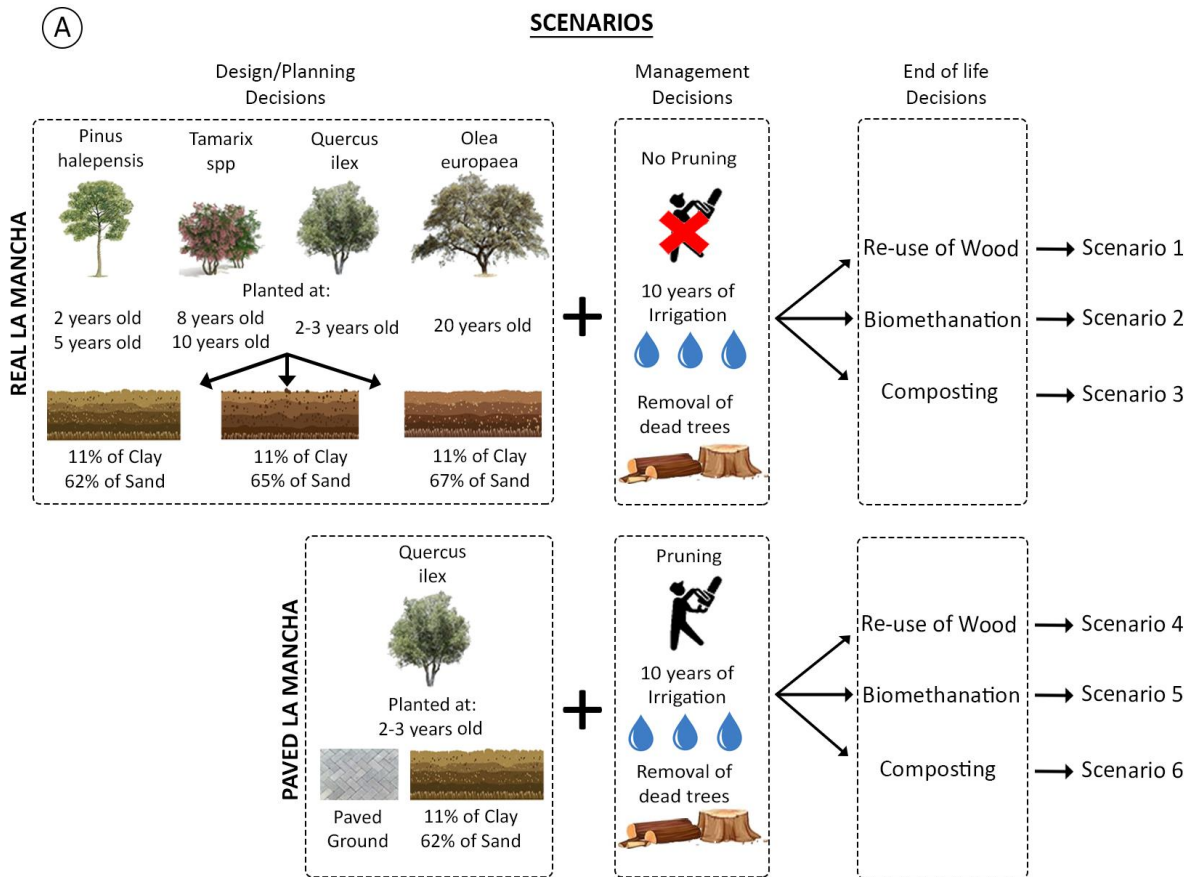 A
SCENARIOS
Design/Planning
Decisions
Management
Decisions
End of life
Decisions
REAL LA MANCHA
Pinus
halepensis
Tamarix
spp
Quercus
ilex
Olea
europaea
Planted at:
2 years old
5 years old
8 years old
10 years old
2-3 years old
20 years old
11% of Clay
62% of Sand
11% of Clay
65% of Sand
11% of Clay
67% of Sand
No Pruning
10 years of
Irrigation
Removal of
dead trees
Re-use of Wood
Scenario 1
Biomethanation
Scenario 2
Composting
Scenario 3
PAVED LA MANCHA
Quercus
ilex
Planted at:
2-3 years old
Paved
Ground
11% of Clay
62% of Sand
Pruning
10 years of
Irrigation
Removal of
dead trees
Re-use of Wood
Scenario 4
Biomethanation
Scenario 5
Composting
Scenario 6